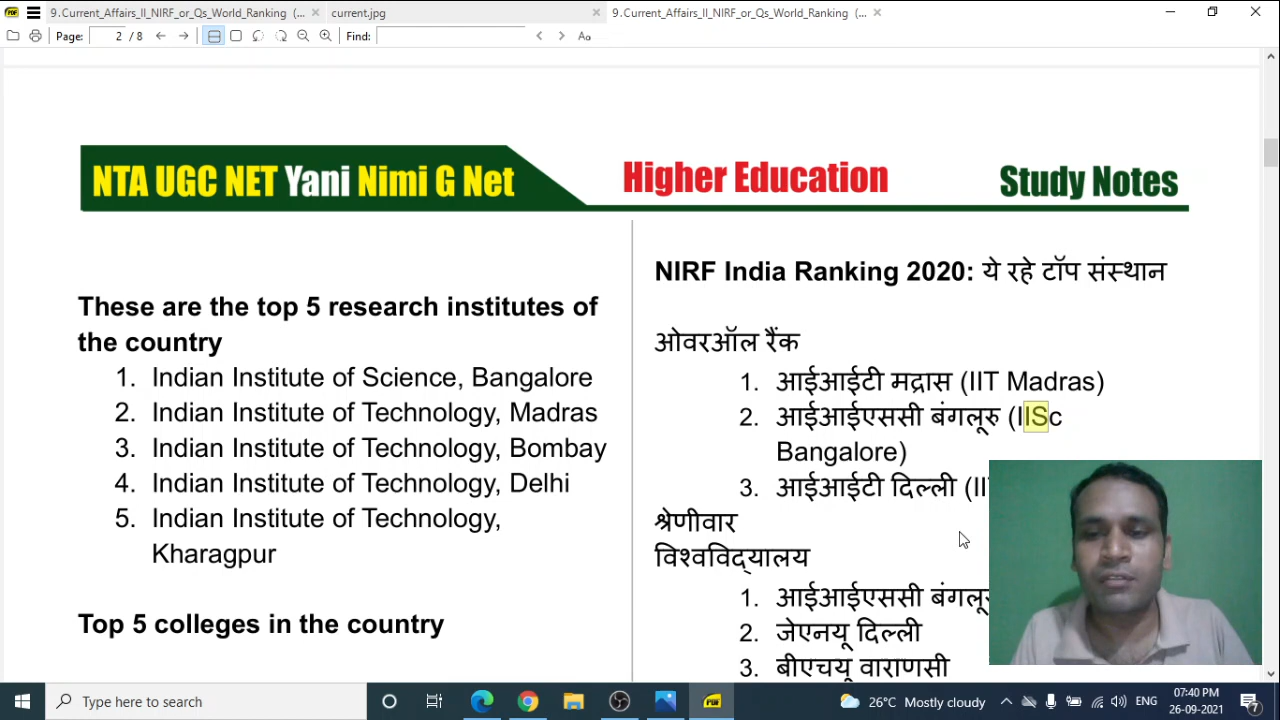 9.Current_Affairs_II_NIRF_or_Qs_World_Ranking (...
current.jpg
9.Current_Affairs_II_NIRF_or_Qs_World_Ranking (...
Page: 2 / 8 Find: Aa
NTA UGC NET Yani Nimi G Net
Higher Education
Study Notes
These are the top 5 research institutes of
the country
1. Indian Institute of Science, Bangalore
2. Indian Institute of Technology, Madras
3. Indian Institute of Technology, Bombay
4. Indian Institute of Technology, Delhi
5. Indian Institute of Technology,
Kharagpur
Top 5 colleges in the country
NIRF India Ranking 2020: ये रहे टॉप संस्थान
ओवरऑल रैंक
1. आईआईटी मद्रास (IIT Madras)
2. आईआईएससी बंगलूरु (IISc
Bangalore)
3. आईआईटी दिल्ली
श्रेणीवार
विश्वविद्यालय
1. आईआईएससी
2. जेएनयू दिल्ली
3. बीएचयू वाराणसी
Type here to search
26°C Mostly cloudy
ENG
07:40 PM
26-09-2021
7